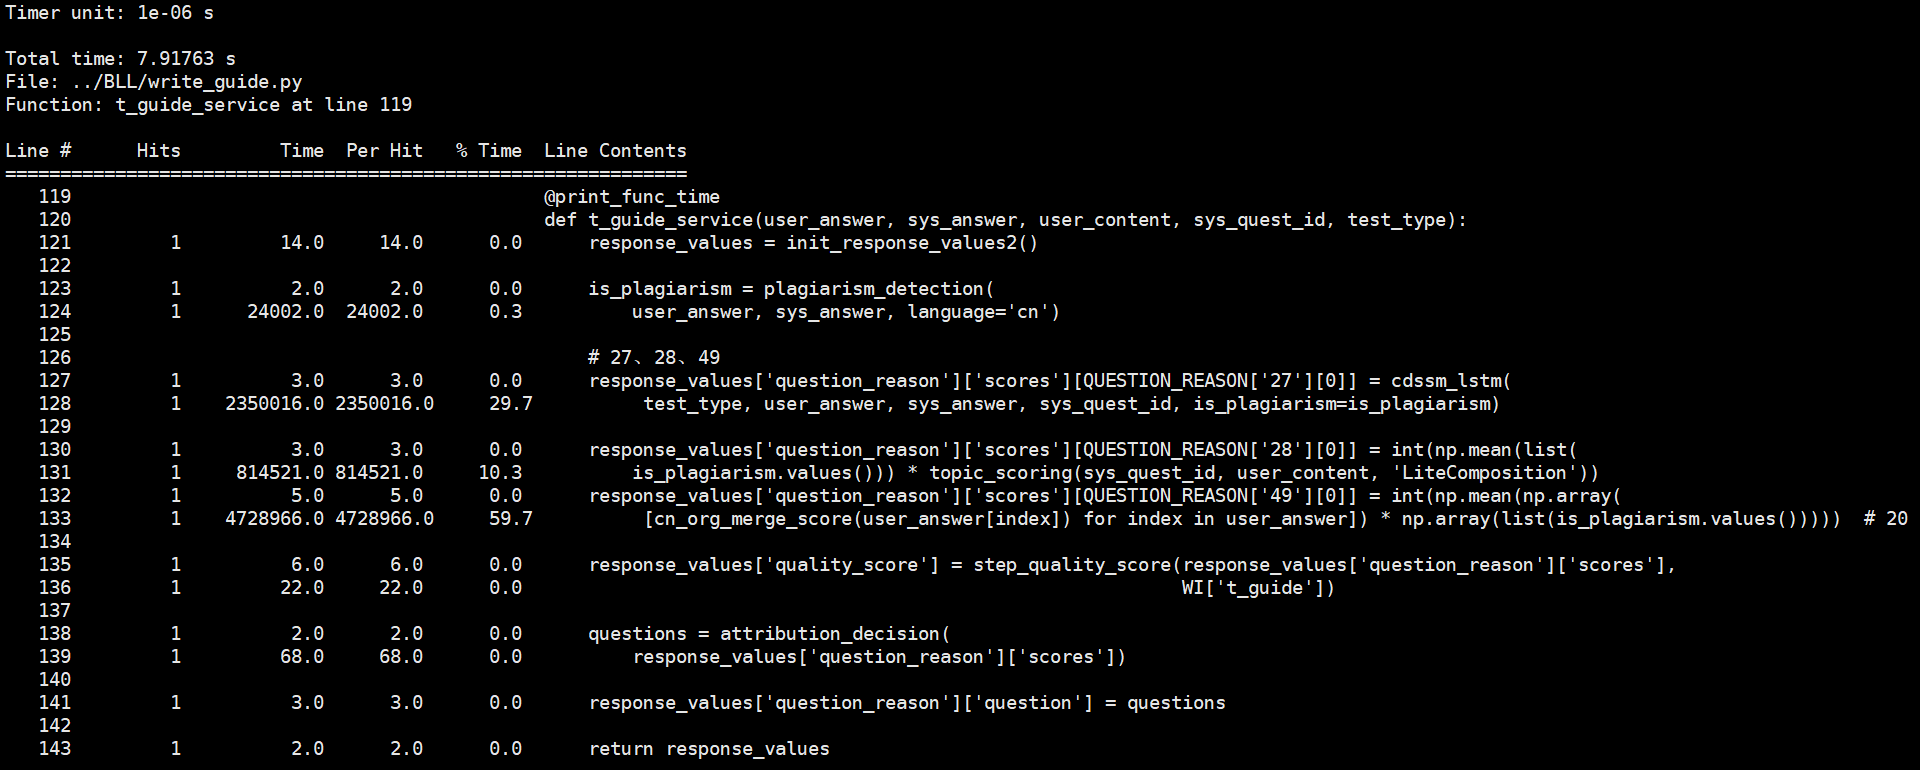 Timer unit: 1e-06 s
Total time: 7.91763 s
File: ../BLL/write_guide.py
Function: t_guide_service at line 119
Line #      Hits         Time  Per Hit   % Time  Line Contents
==============================================================
   119                                           @print_func_time
   120                                           def t_guide_service(user_answer, sys_answer, user_content, sys_quest_id, test_type):
   121         1         14.0     14.0      0.0      response_values = init_response_values2()
   122
   123         1          2.0      2.0      0.0      is_plagiarism = plagiarism_detection(
   124         1      24002.0  24002.0      0.3          user_answer, sys_answer, language='cn')
   125
   126                                               # 27、28、49
   127         1          3.0      3.0      0.0      response_values['question_reason']['scores'][QUESTION_REASON['27'][0]] = cdssm_lstm(
   128         1    2350016.0 2350016.0     29.7          test_type, user_answer, sys_answer, sys_quest_id, is_plagiarism=is_plagiarism)
   129
   130         1          3.0      3.0      0.0      response_values['question_reason']['scores'][QUESTION_REASON['28'][0]] = int(np.mean(list(
   131         1     814521.0 814521.0     10.3          is_plagiarism.values())) * topic_scoring(sys_quest_id, user_content, 'LiteComposition'))
   132         1          5.0      5.0      0.0      response_values['question_reason']['scores'][QUESTION_REASON['49'][0]] = int(np.mean(np.array(
   133         1    4728966.0 4728966.0     59.7          [cn_org_merge_score(user_answer[index]) for index in user_answer]) * np.array(list(is_plagiarism.values()))))  # 20
   134
   135         1          6.0      6.0      0.0      response_values['quality_score'] = step_quality_score(response_values['question_reason']['scores'],
   136         1         22.0     22.0      0.0                                                            WI['t_guide'])
   137
   138         1          2.0      2.0      0.0      questions = attribution_decision(
   139         1         68.0     68.0      0.0          response_values['question_reason']['scores'])
   140
   141         1          3.0      3.0      0.0      response_values['question_reason']['question'] = questions
   142
   143         1          2.0      2.0      0.0      return response_values